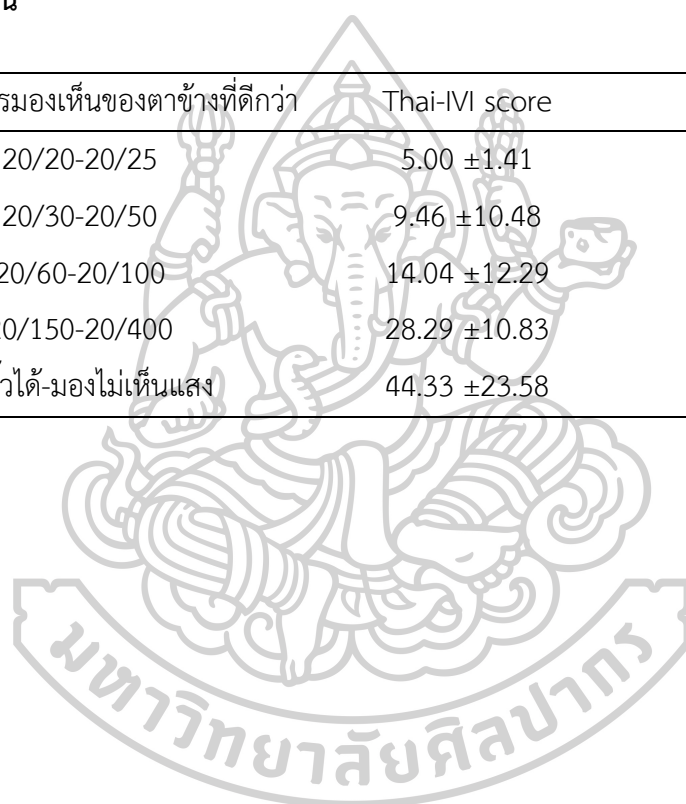 รมองเห็นของตาข้างที่ดีกว่า Thai-IVI score
20/20-20/25 5.00 ±1.41
20/30-20/50 9.46 ±10.48
20/60-20/100 14.04 ±12.29
0/150-20/400 28.29 ±10.83
ได้-มองไม่เห็นแสง 44.33 ±23.58
มหาวิทยาลัยศิลปากร